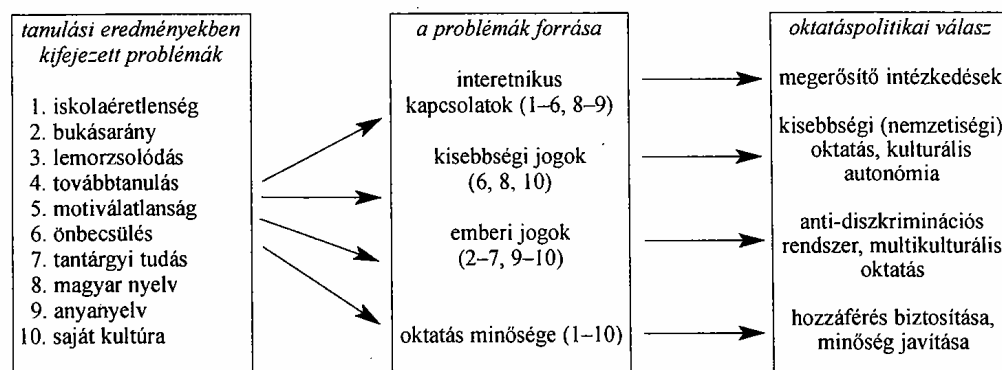 tanulási eredményekben
kifejezett problémák
1. iskolaéretlenség
2. bukásarány
3. lemorzsolódás
4. továbbtanulás
5. motiválatlanság
6. önbecsülés
7. tantárgyi tudás
8. magyar nyelv
9. anyanyelv
10. saját kultúra
a problémák forrása
interetnikus
kapcsolatok (1–6, 8–9)
kisebbségi jogok
(6, 8, 10)
emberi jogok
(2–7, 9–10)
oktatás minősége (1–10)
oktatáspolitikai válasz
megerősítő intézkedések
kisebbségi (nemzetiségi)
oktatás, kulturális
autonómia
anti-diszkriminációs
rendszer, multikulturális
oktatás
hozzáférés biztosítása,
minőség javítása